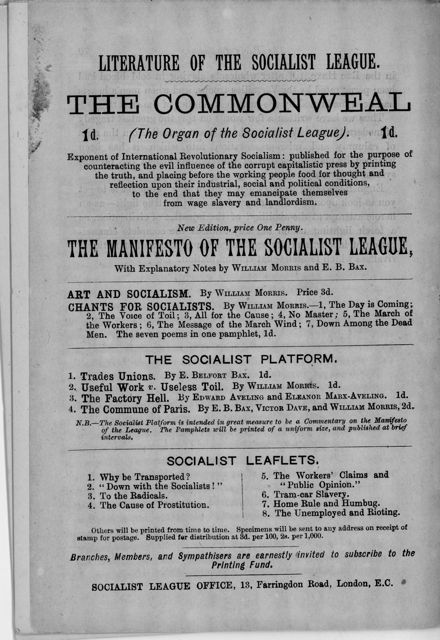 LITERATURE OF THE SOCIALIST LEAGUE.
THE COMMONWEAL
1d. (The Organ of the Socialist League). 1d.
Exponent of International Revolutionary Socialism: published for the purpose of
counteracting the evil influence of the corrupt capitalistic press by printing
the truth, and placing before the working people food for thought and
reflection upon their industrial, social and political conditions,
to the end that they may emancipate themselves
from wage slavery and landlordism.
New Edition, price One Penny.
THE MANIFESTO OF THE SOCIALIST LEAGUE,
With Explanatory Notes by WILLIAM MORRIS and E. B. BAX.
ART AND SOCIALISM. By WILLIAM MORRIS. Price 3d.
CHANTS FOR SOCIALISTS. By WILLIAM MORRIS.—1, The Day is Coming;
2, The Voice of Toil; 3, All for the Cause; 4, No Master; 5, The March of
the Workers; 6, The Message of the March Wind; 7, Down Among the Dead
Men. The seven poems in one pamphlet, 1d.
THE SOCIALIST PLATFORM.
1. Trades Unions. By E. BELFORT BAX. 1d.
2. Useful Work v. Useless Toil. By WILLIAM MORRIS. 1d.
3. The Factory Hell. By EDWARD AVELING and ELEANOR MARX-AVELING. 1d.
4. The Commune of Paris. By E. B. BAX, VICTOR DAVE, and WILLIAM MORRIS, 2d.
N.B.—The Socialist Platform is intended in great measure to be a Commentary on the Manifesto
of the League. The Pamphlets will be printed of a uniform size, and published at brief
intervals.
SOCIALIST LEAFLETS.
1. Why be Transported?
2. "Down with the Socialists!"
3. To the Radicals.
4. The Cause of Prostitution.
5. The Workers' Claims and
"Public Opinion."
6. Tram-car Slavery.
7. Home Rule and Humbug.
8. The Unemployed and Rioting.
Others will be printed from time to time. Specimens will be sent to any address on receipt of
stamp for postage. Supplied for distribution at 3d. per 100, 2s. per 1,000.
Branches, Members, and Sympathisers are earnestly invited to subscribe to the
Printing Fund.
SOCIALIST LEAGUE OFFICE, 13, Farringdon Road, London, E.C.